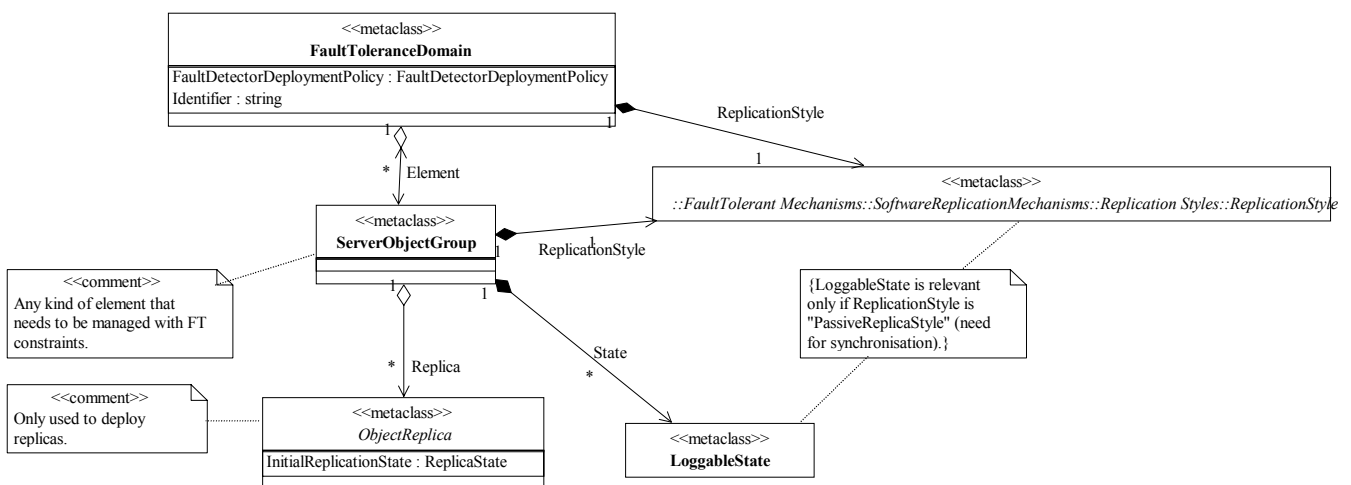 <<metaclass>>
FaultToleranceDomain
FaultDetectorDeploymentPolicy : FaultDetectorDeploymentPolicy
Identifier : string
1
1
ReplicationStyle
1
* Element
<<metaclass>>
::FaultTolerant Mechanisms::SoftwareReplicationMechanisms::Replication Styles::ReplicationStyle
<<metaclass>>
ServerObjectGroup
1
1
ReplicationStyle
1
1
<<comment>>
Any kind of element that
needs to be managed with FT
constraints.
{LoggableState is relevant
only if ReplicationStyle is
"PassiveReplicaStyle" (need
for synchronisation).}
State
*
* Replica
<<comment>>
Only used to deploy
replicas.
<<metaclass>>
ObjectReplica
InitialReplicationState : ReplicaState
<<metaclass>>
LoggableState